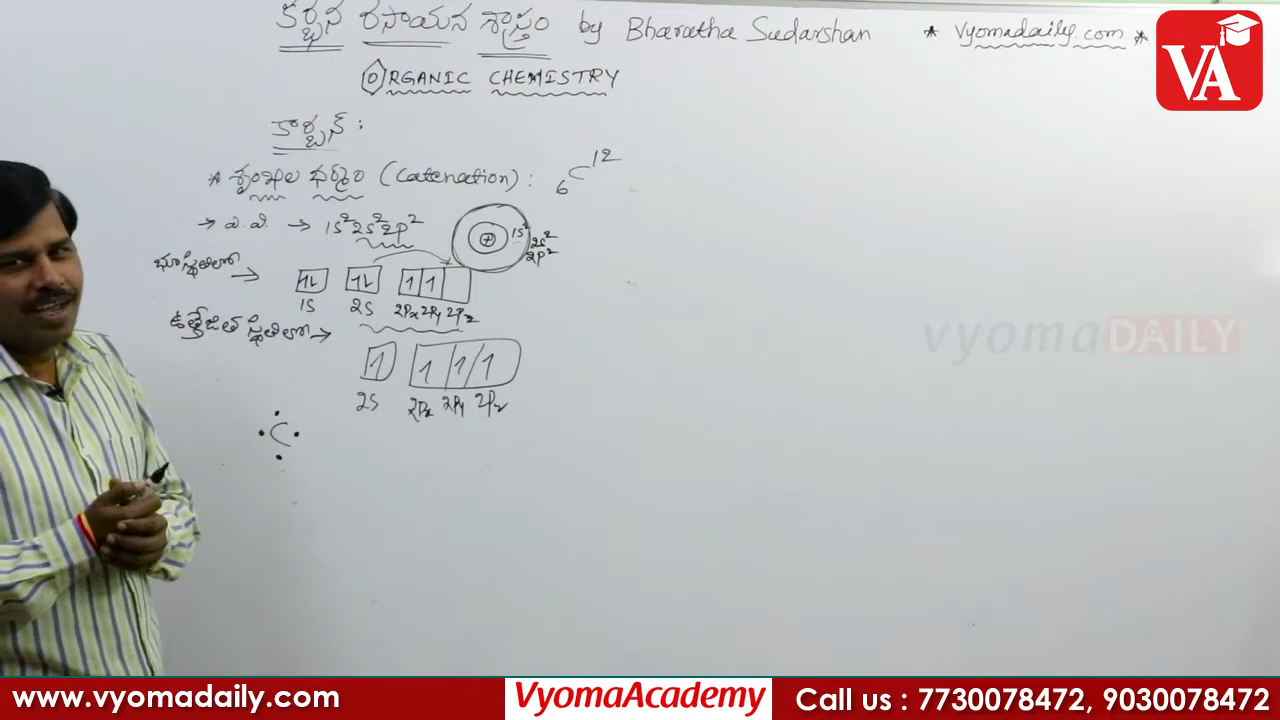 కర్బన రసాయన శాస్త్రం by Bharatha Sudarshan * vyomadaily.com *
VA
ORGANIC CHEMISTRY
కార్బన్ :
* శృంఖల ధర్మం (Catenation) : ₆C¹²
→ ఎ.వి. → 1s² 2s² 2p²
1s²
2s²
2p²
భూస్థితిలో →
1s 2s 2Px 2Py 2Pz
ఉత్తేజిత స్థితిలో →
2s 2Px 2Py 2Pz
C
vyomaDAILY
www.vyomadaily.com VyomaAcademy Call us : 7730078472, 9030078472